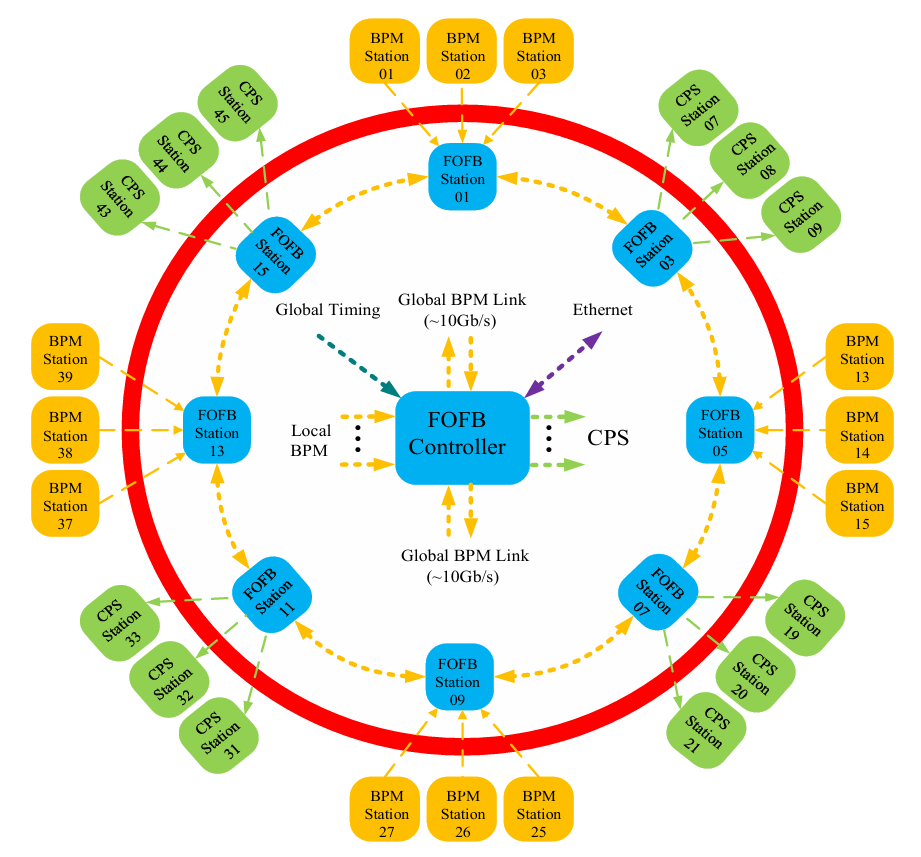 BPM
Station
01
BPM
Station
02
BPM
Station
03
CPS
Station
45
CPS
Station
44
CPS
Station
43
CPS
Station
07
CPS
Station
08
CPS
Station
09
FOFB
Station
01
FOFB
Station
15
FOFB
Station
03
Global Timing
Global BPM Link
(~10Gb/s)
Ethernet
BPM
Station
39
BPM
Station
38
BPM
Station
37
FOFB
Station
13
Local
BPM
FOFB
Controller
CPS
FOFB
Station
05
BPM
Station
13
BPM
Station
14
BPM
Station
15
Global BPM Link
(~10Gb/s)
FOFB
Station
11
FOFB
Station
07
CPS
Station
33
CPS
Station
32
CPS
Station
31
FOFB
Station
09
CPS
Station
19
CPS
Station
20
CPS
Station
21
BPM
Station
27
BPM
Station
26
BPM
Station
25